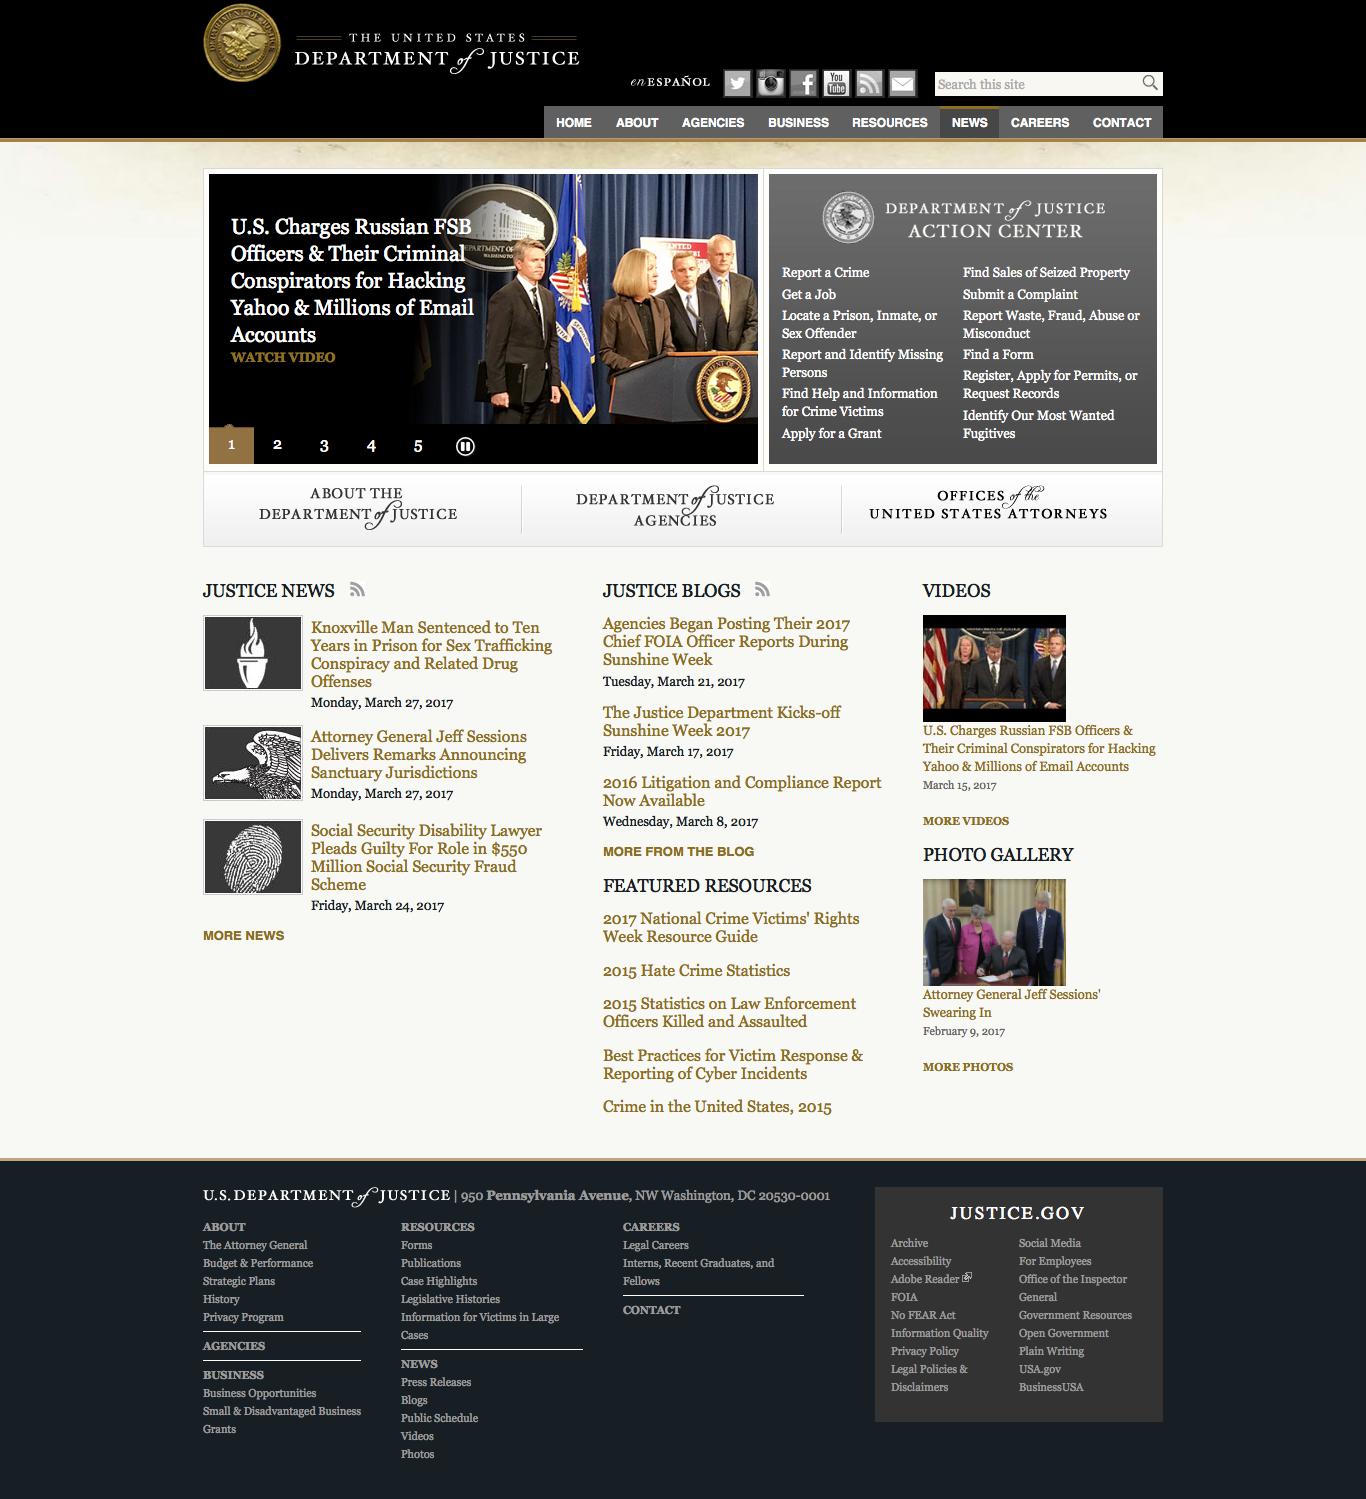 THE UNITED STATES
DEPARTMENT of JUSTICE
en ESPAÑOL
You
Tube
Search this site
HOME ABOUT AGENCIES BUSINESS RESOURCES NEWS CAREERS CONTACT
U.S. Charges Russian FSB
Officers & Their Criminal
Conspirators for Hacking
Yahoo & Millions of Email
Accounts
WATCH VIDEO
1 2 3 4 5
DEPARTMENT of JUSTICE
ACTION CENTER
Report a Crime
Get a Job
Locate a Prison, Inmate, or
Sex Offender
Report and Identify Missing
Persons
Find Help and Information
for Crime Victims
Apply for a Grant
Find Sales of Seized Property
Submit a Complaint
Report Waste, Fraud, Abuse or
Misconduct
Find a Form
Register, Apply for Permits, or
Request Records
Identify Our Most Wanted
Fugitives
ABOUT THE
DEPARTMENT of JUSTICE
DEPARTMENT of JUSTICE
AGENCIES
OFFICES of the
UNITED STATES ATTORNEYS
JUSTICE NEWS
Knoxville Man Sentenced to Ten
Years in Prison for Sex Trafficking
Conspiracy and Related Drug
Offenses
Monday, March 27, 2017
Attorney General Jeff Sessions
Delivers Remarks Announcing
Sanctuary Jurisdictions
Monday, March 27, 2017
Social Security Disability Lawyer
Pleads Guilty For Role in $550
Million Social Security Fraud
Scheme
Friday, March 24, 2017
MORE NEWS
JUSTICE BLOGS
Agencies Began Posting Their 2017
Chief FOIA Officer Reports During
Sunshine Week
Tuesday, March 21, 2017
The Justice Department Kicks-off
Sunshine Week 2017
Friday, March 17, 2017
2016 Litigation and Compliance Report
Now Available
Wednesday, March 8, 2017
MORE FROM THE BLOG
FEATURED RESOURCES
2017 National Crime Victims' Rights
Week Resource Guide
2015 Hate Crime Statistics
2015 Statistics on Law Enforcement
Officers Killed and Assaulted
Best Practices for Victim Response &
Reporting of Cyber Incidents
Crime in the United States, 2015
VIDEOS
U.S. Charges Russian FSB Officers &
Their Criminal Conspirators for Hacking
Yahoo & Millions of Email Accounts
March 15, 2017
MORE VIDEOS
PHOTO GALLERY
Attorney General Jeff Sessions'
Swearing In
February 9, 2017
MORE PHOTOS
U.S. DEPARTMENT of JUSTICE | 950 Pennsylvania Avenue, NW Washington, DC 20530-0001
ABOUT
The Attorney General
Budget & Performance
Strategic Plans
History
Privacy Program
AGENCIES
BUSINESS
Business Opportunities
Small & Disadvantaged Business
Grants
RESOURCES
Forms
Publications
Case Highlights
Legislative Histories
Information for Victims in Large
Cases
NEWS
Press Releases
Blogs
Public Schedule
Videos
Photos
CAREERS
Legal Careers
Interns, Recent Graduates, and
Fellows
CONTACT
JUSTICE.GOV
Archive
Accessibility
Adobe Reader
FOIA
No FEAR Act
Information Quality
Privacy Policy
Legal Policies &
Disclaimers
Social Media
For Employees
Office of the Inspector
General
Government Resources
Open Government
Plain Writing
USA.gov
BusinessUSA